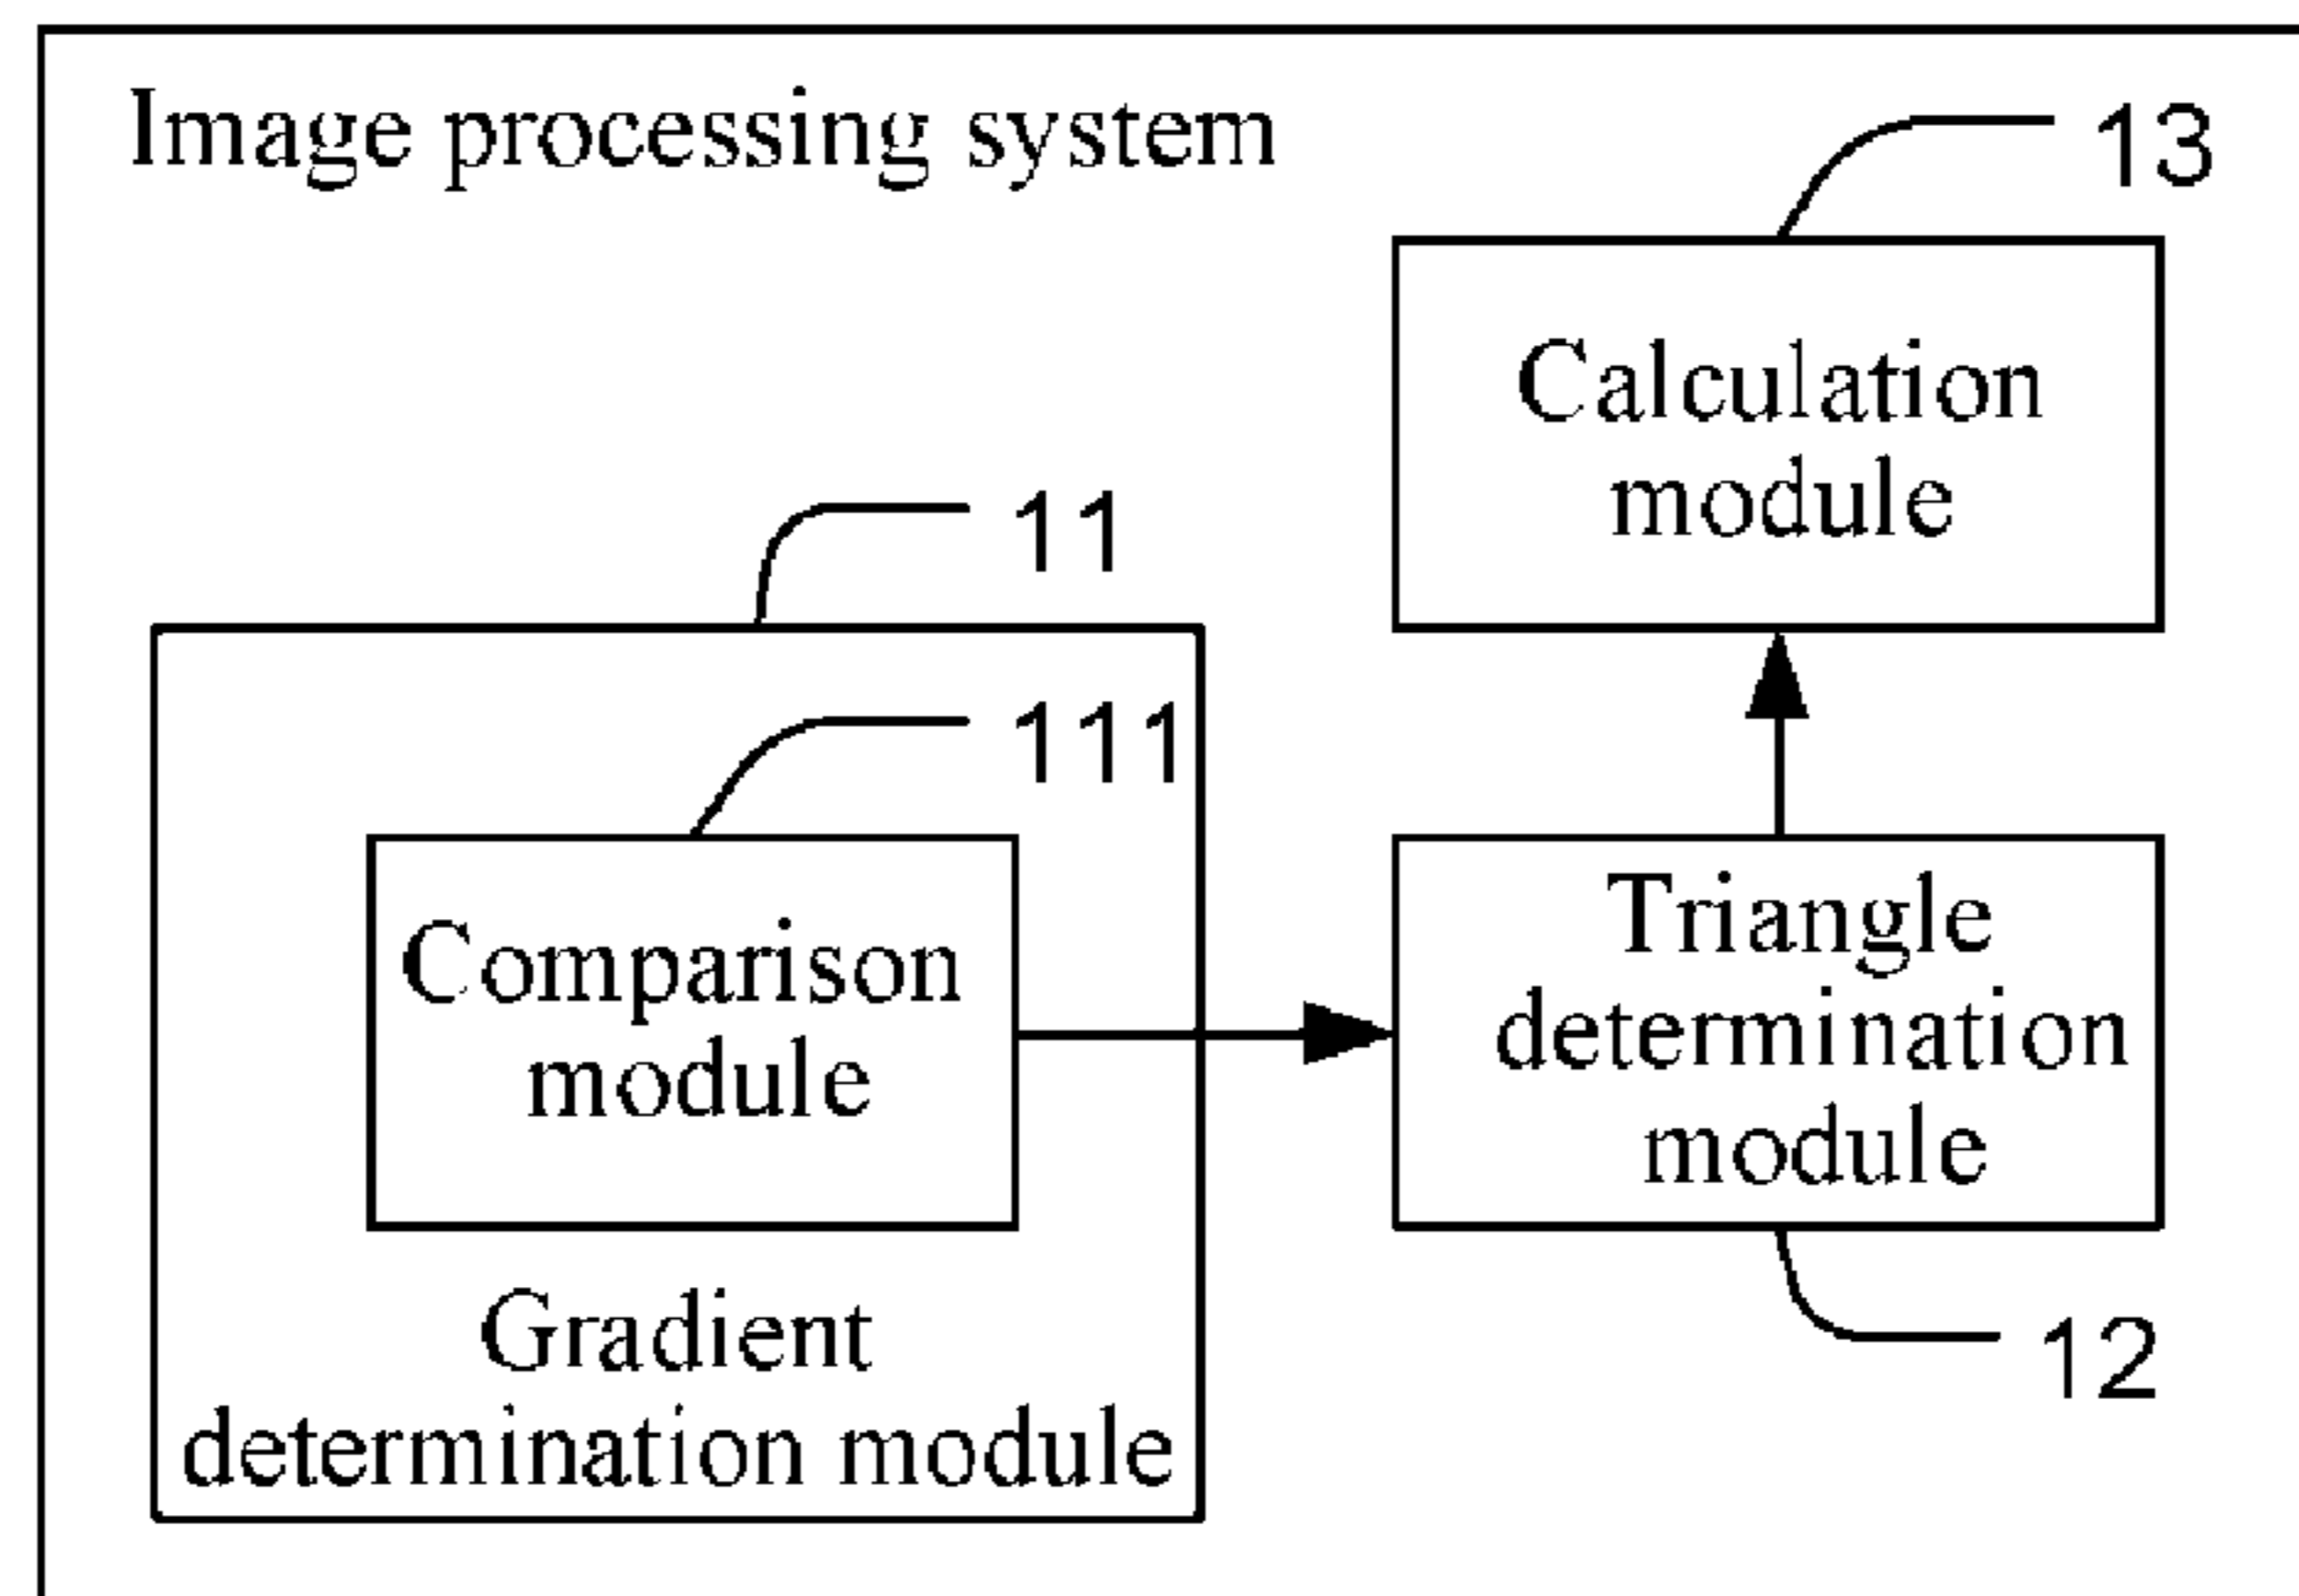 Image processing system
13
Calculation
module
11
111
Comparison
module
Triangle
determination
module
Gradient
determination module
12